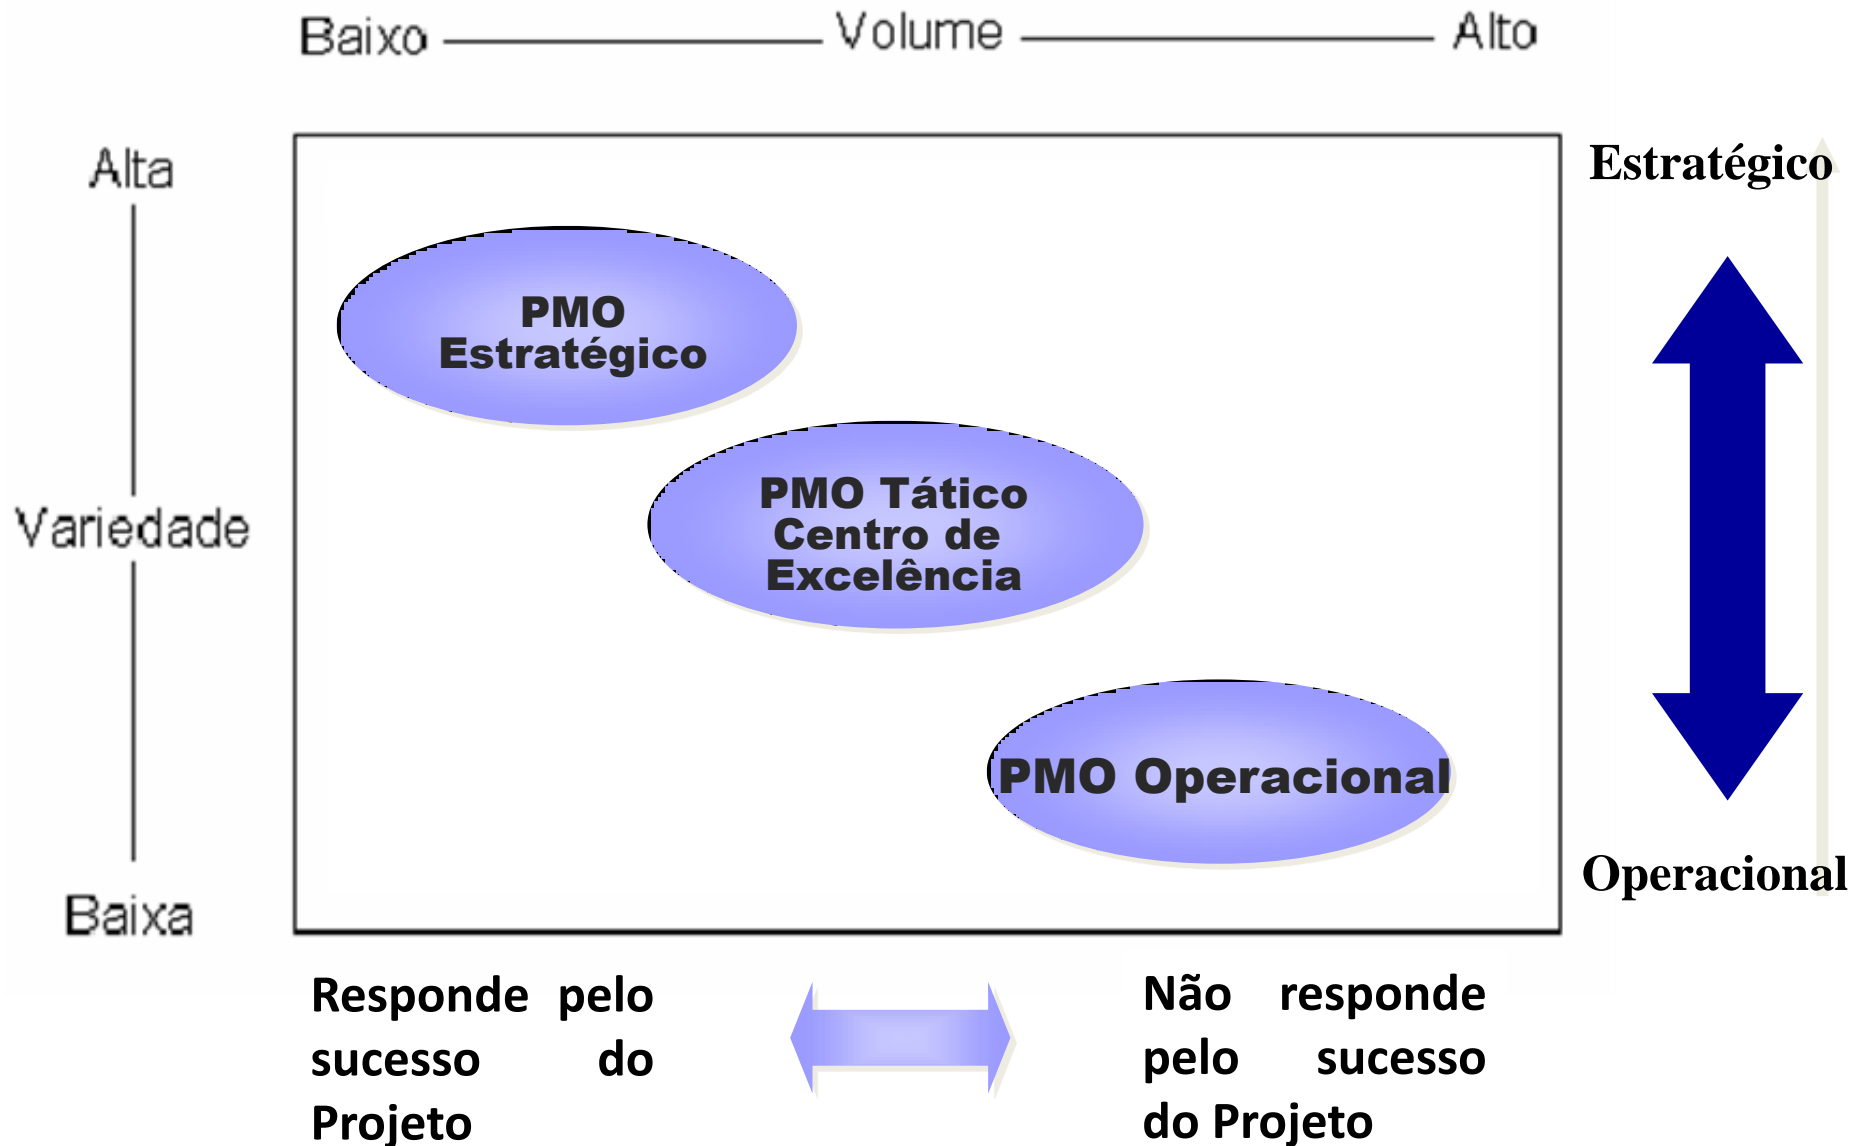 Baixo Volume Alto
Alta
Estratégico
PMO
Estratégico
PMO Tático
Centro de
Excelência
Variedade
PMO Operacional
Operacional
Baixa
Responde pelo
sucesso do
Projeto
Não responde
pelo sucesso
do Projeto